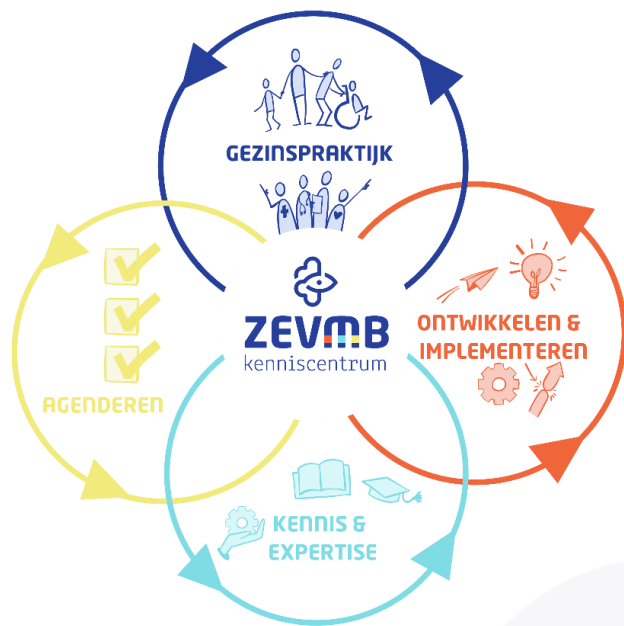 GEZINSPRAKTIJK
ZEVMB
kenniscentrum
ONTWIKKELEN &
IMPLEMENTEREN
AGENDEREN
KENNIS &
EXPERTISE